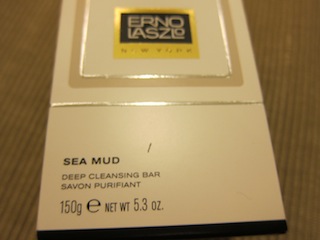 ERNO
LASZLO
NEW YORK
SEA MUD
DEEP CLEANSING BAR
SAVON PURIFIANT
150g ℮ NET WT 5.3 oz.